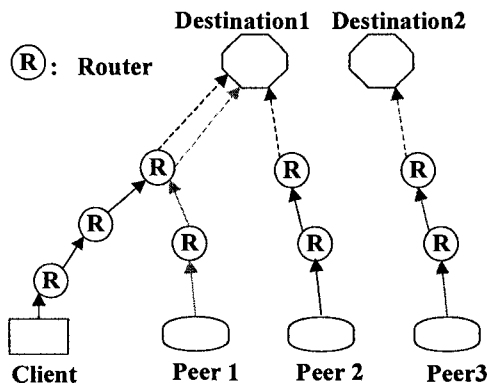 Destination1 Destination2
R : Router
R R R
R R R R
R
Client Peer 1 Peer 2 Peer3